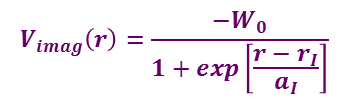 V_imag(r) = -W_0 / (1 + exp[(r - r_I) / a_I])